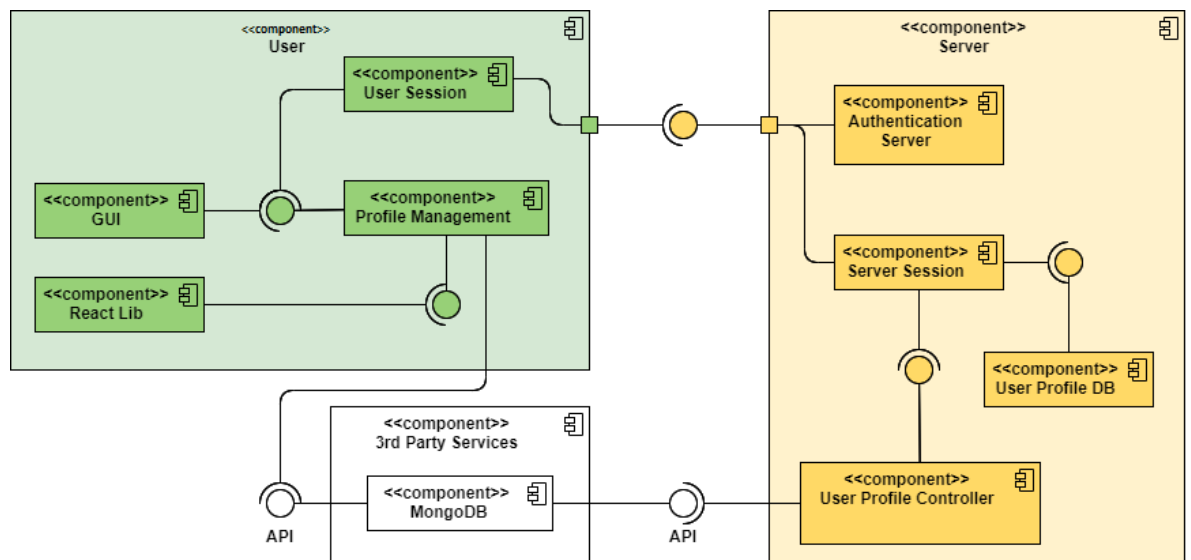 <<component>>
User
<<component>>
User Session
<<component>>
GUI
<<component>>
Profile Management
<<component>>
React Lib
<<component>>
Server
<<component>>
Authentication
Server
<<component>>
Server Session
<<component>>
User Profile DB
<<component>>
3rd Party Services
<<component>>
MongoDB
API
API
<<component>>
User Profile Controller